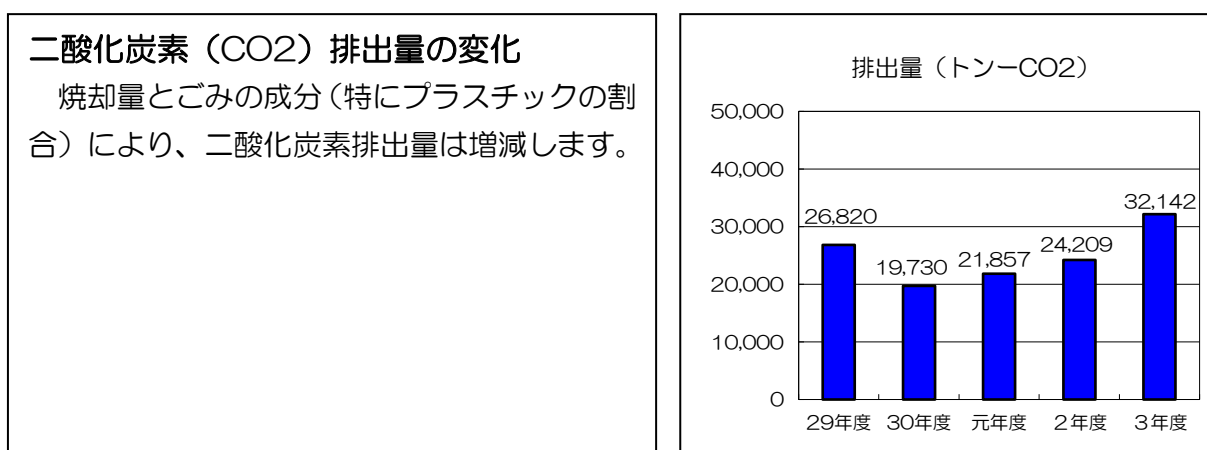 二酸化炭素（CO2）排出量の変化
焼却量とごみの成分（特にプラスチックの割
合）により、二酸化炭素排出量は増減します。
排出量（トンーCO2）
50,000
40,000
30,000
20,000
10,000
0
26,820
19,730
21,857
24,209
32,142
29年度 30年度 元年度 2年度 3年度